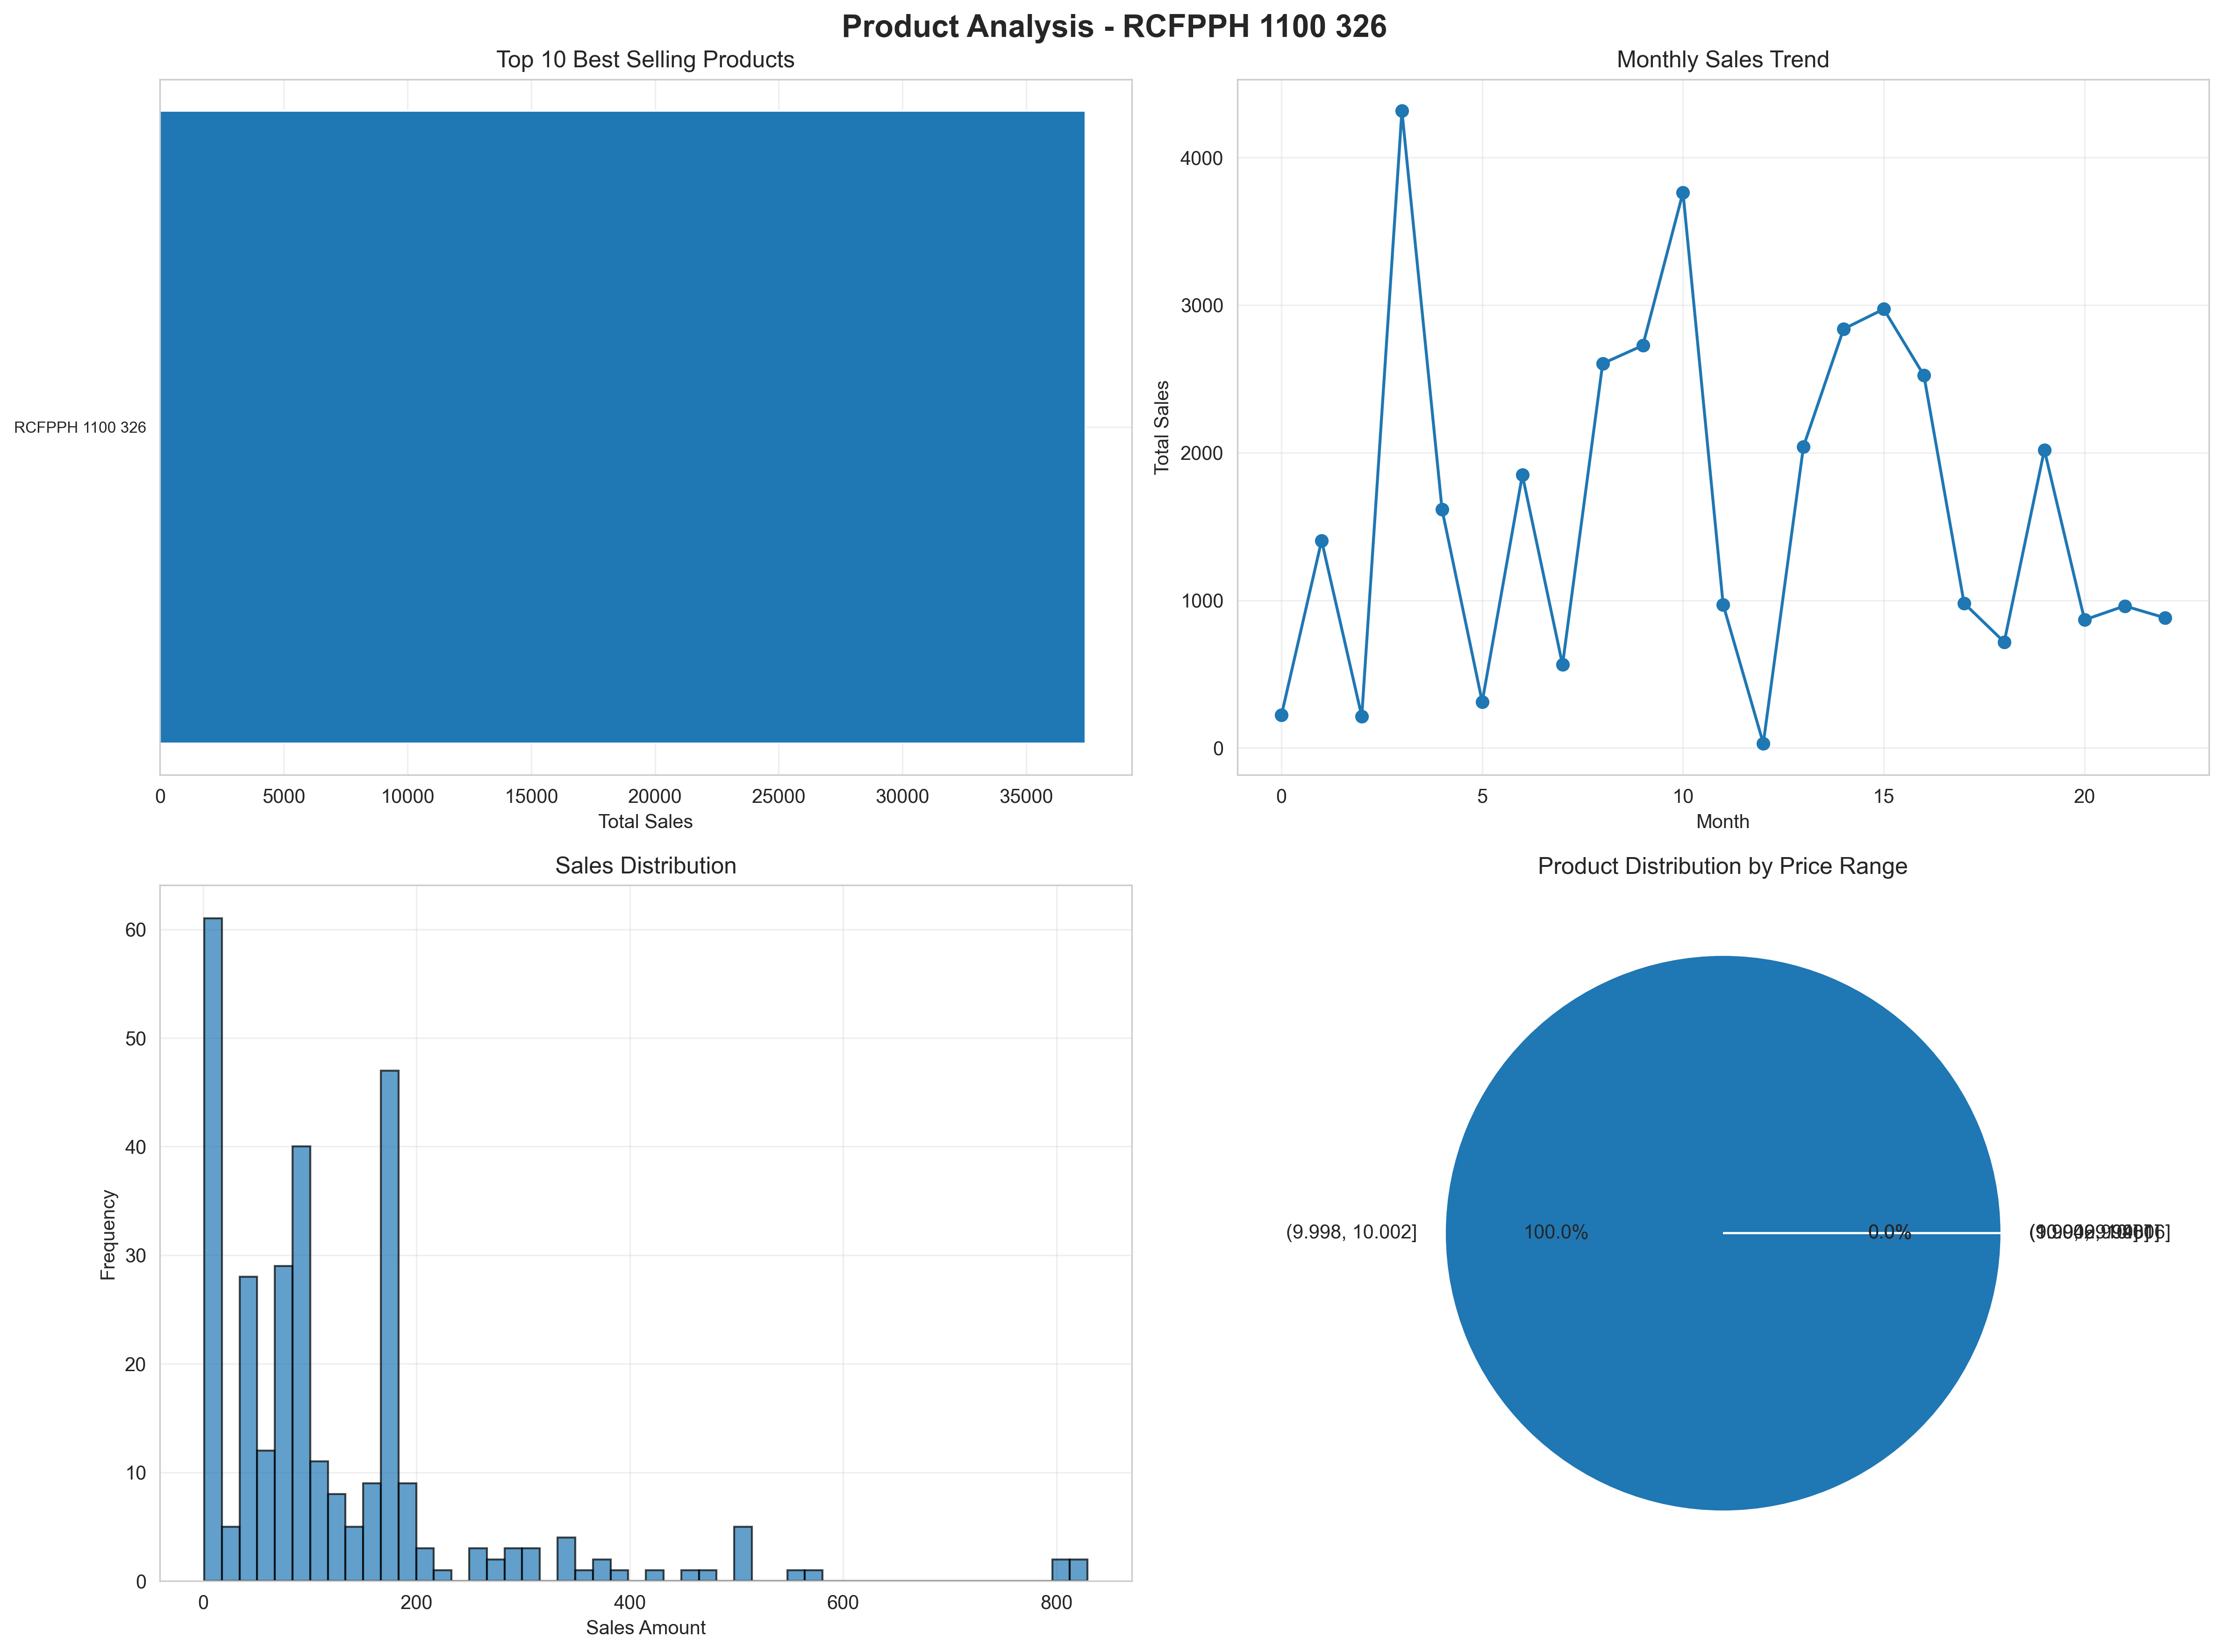 Product Analysis - RCFPPH 1100 326
Top 10 Best Selling Products
RCFPPH 1100 326
0 5000 10000 15000 20000 25000 30000 35000
Total Sales
Monthly Sales Trend
4000
3000
2000
1000
0
Total Sales
0 5 10 15 20
Month
Sales Distribution
60
50
40
30
20
10
0
Frequency
0 200 400 600 800
Sales Amount
Product Distribution by Price Range
(9.998, 10.002]
100.0%
0.0%